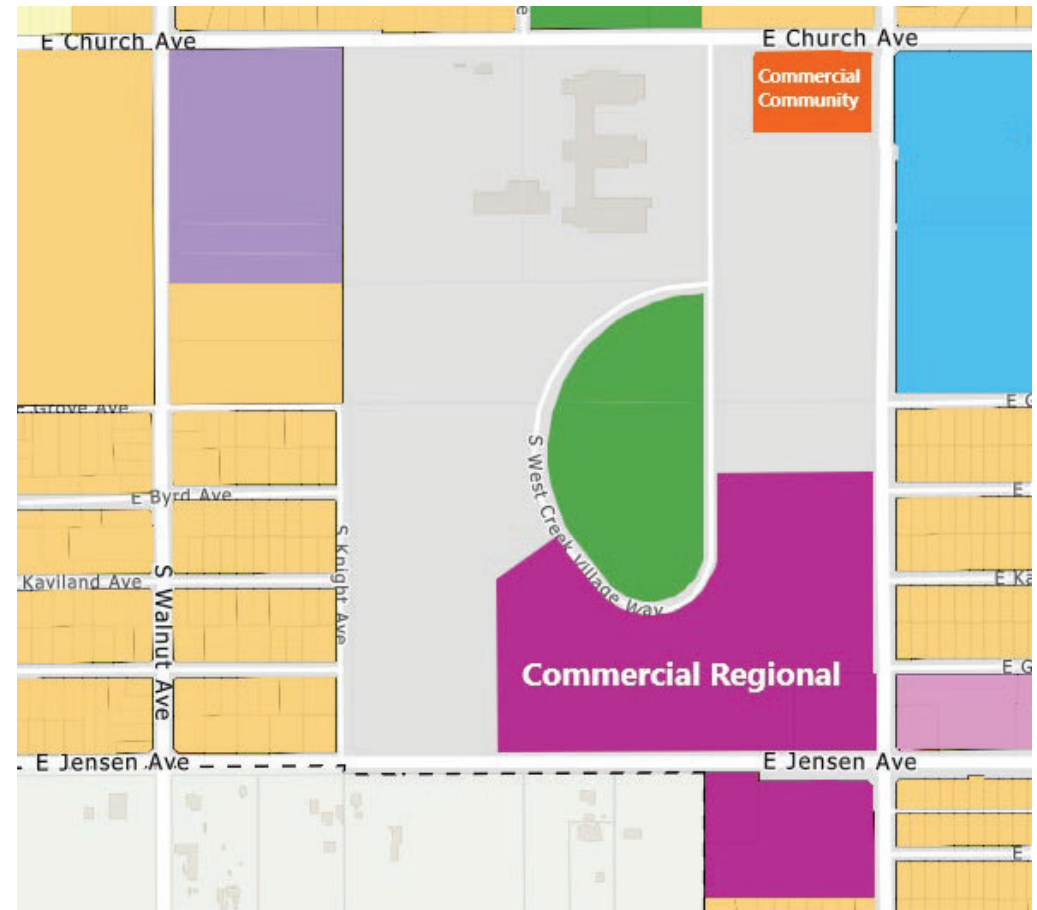 e
E Church Ave
E Church Ave
Commercial
Community
E Grove Ave
E G
S West Creek Village Way
E Byrd Ave
E
S Knight Ave
Kaviland Ave
E Ka
S Walnut Ave
E G
Commercial Regional
E Jensen Ave
E Jensen Ave
E